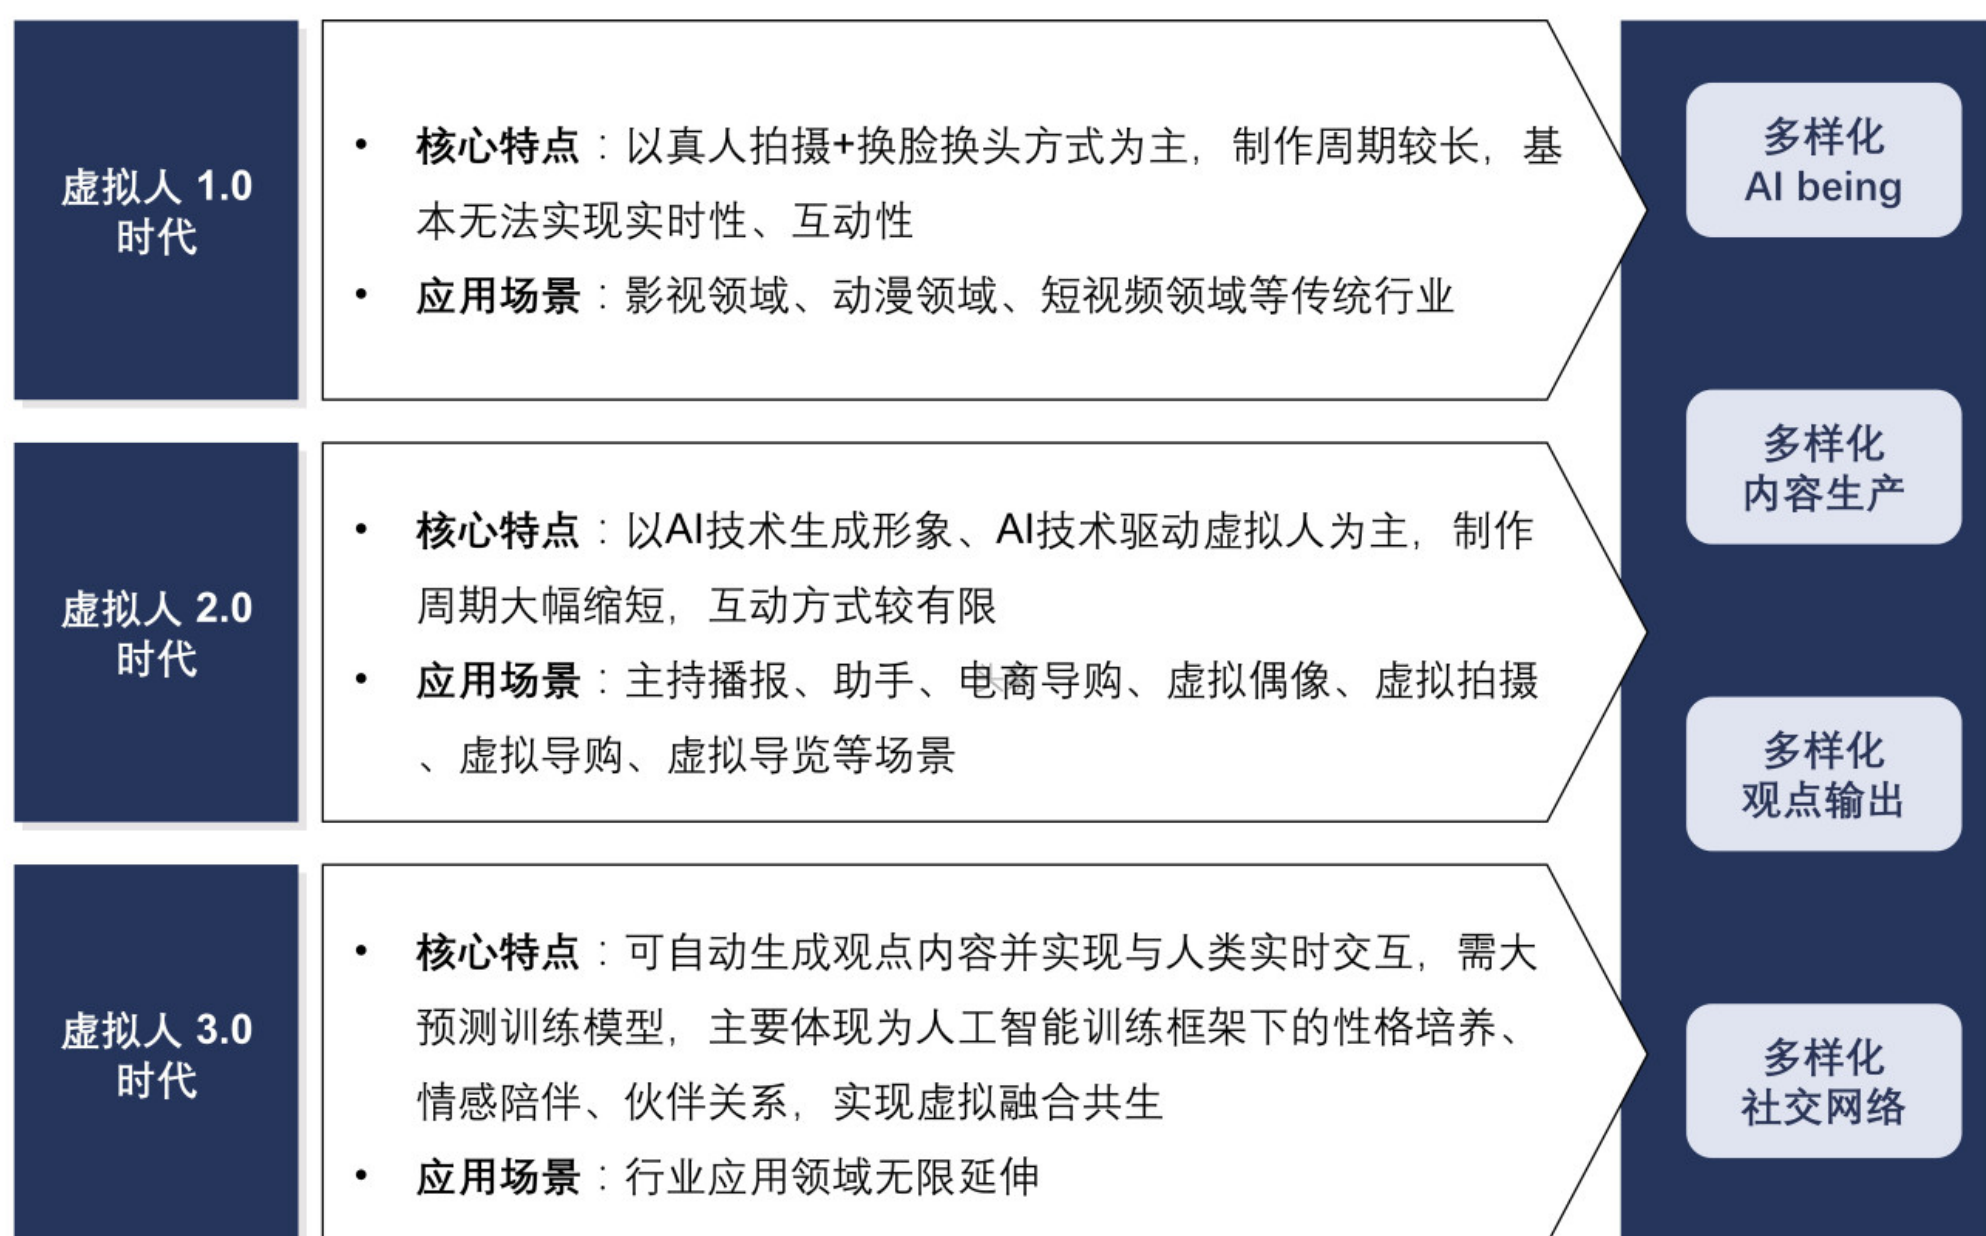 虚拟人 1.0
时代
• 核心特点：以真人拍摄+换脸换头方式为主，制作周期较长，基
本无法实现实时性、互动性
• 应用场景：影视领域、动漫领域、短视频领域等传统行业
虚拟人 2.0
时代
• 核心特点：以AI技术生成形象、AI技术驱动虚拟人为主，制作
周期大幅缩短，互动方式较有限
• 应用场景：主持播报、助手、电商导购、虚拟偶像、虚拟拍摄
、虚拟导购、虚拟导览等场景
虚拟人 3.0
时代
• 核心特点：可自动生成观点内容并实现与人类实时交互，需大
预测训练模型，主要体现为人工智能训练框架下的性格培养、
情感陪伴、伙伴关系，实现虚拟融合共生
• 应用场景：行业应用领域无限延伸
多样化
AI being
多样化
内容生产
多样化
观点输出
多样化
社交网络